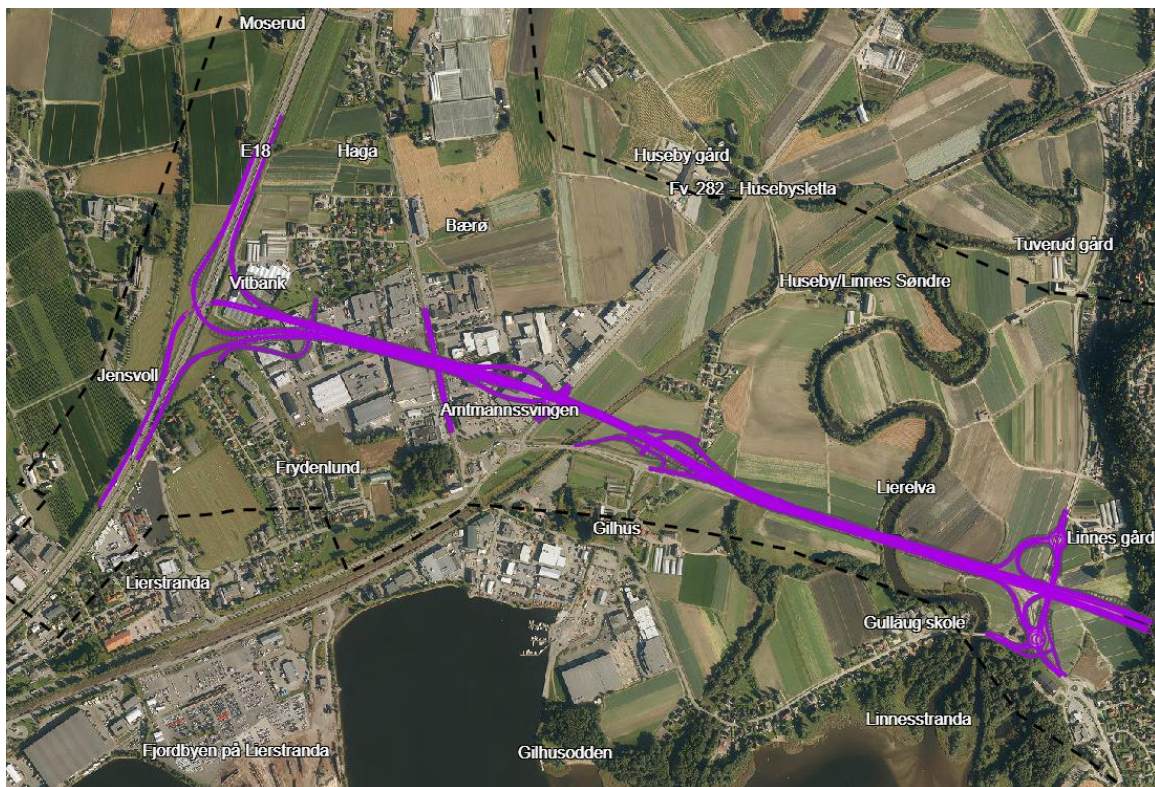 Moserud
E18
Haga
Huseby gård
Fv. 282 - Husebysletta
Bærø
Tuverud gård
Vitbank
Huseby/Linnes Søndre
Jensvoll
Amtmannssvingen
Frydenlund
Lierelva
Gilhus
Linnes gård
Lierstranda
Gullaug skole
Linnesstranda
Fjordbyen på Lierstranda
Gilhusodden